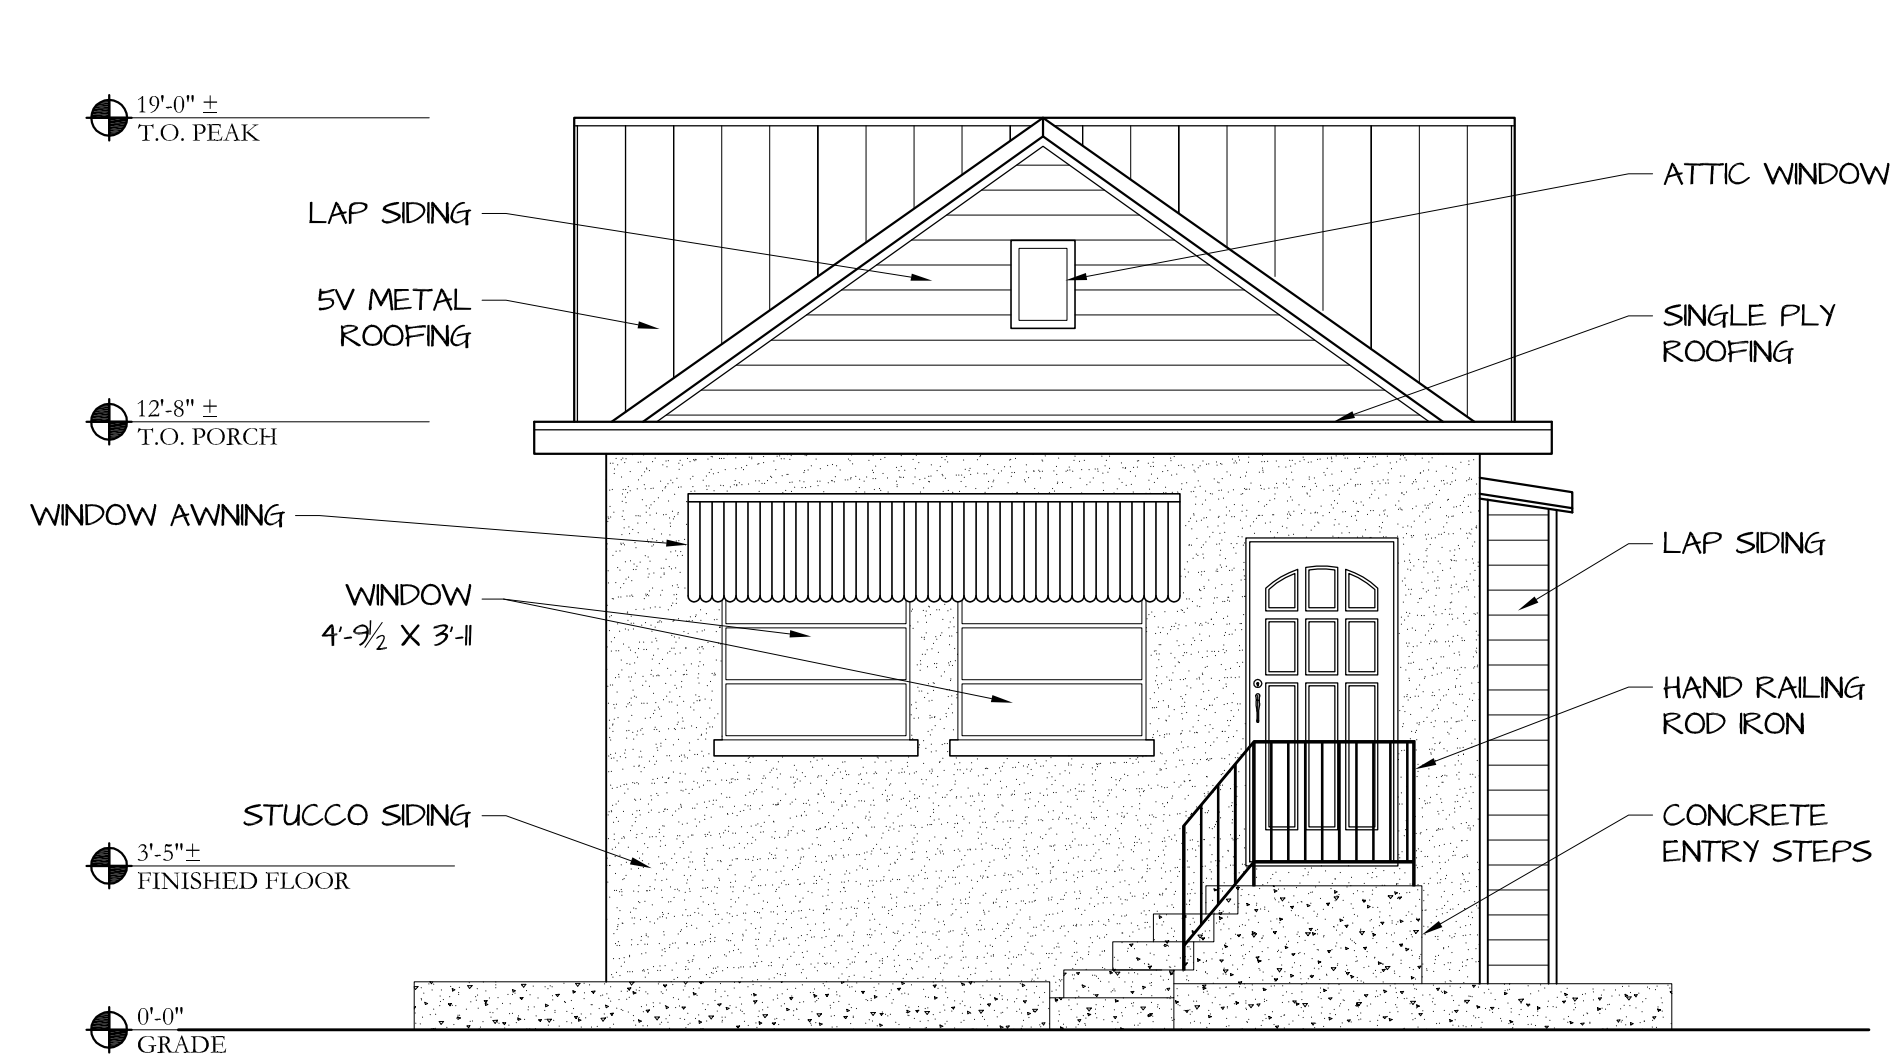 19'-0" ±
T.O. PEAK
LAP SIDING
5V METAL
ROOFING
12'-8" ±
T.O. PORCH
WINDOW AWNING
WINDOW
4'-9½ X 3'-11
STUCCO SIDING
3'-5"±
FINISHED FLOOR
0'-0"
GRADE
ATTIC WINDOW
SINGLE PLY
ROOFING
LAP SIDING
HAND RAILING
ROD IRON
CONCRETE
ENTRY STEPS